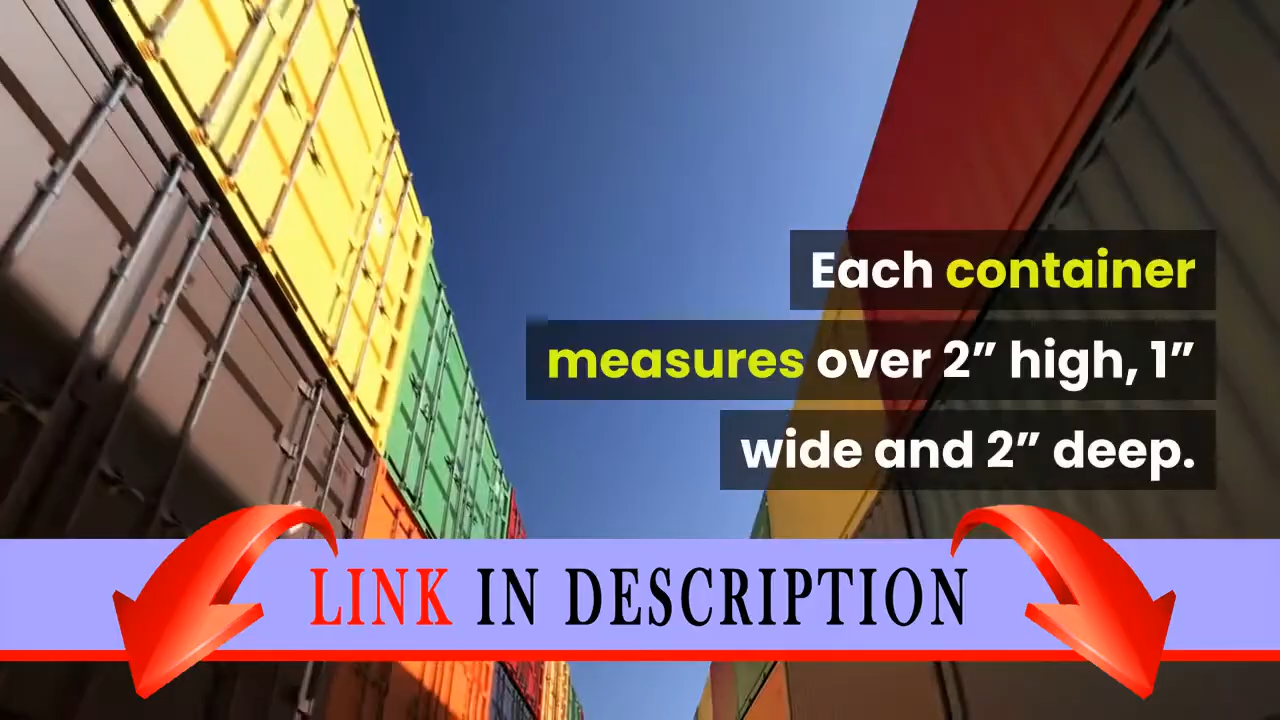 Each container
measures over 2” high, 1”
wide and 2” deep.
LINK IN DESCRIPTION